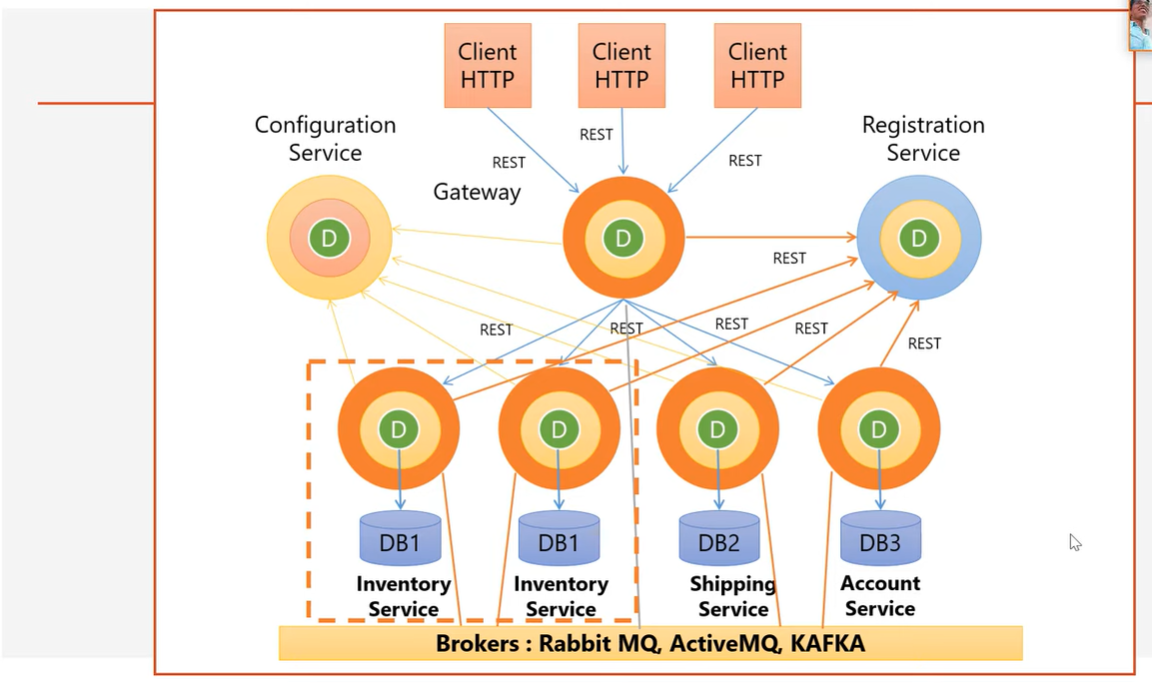 Client
HTTP
Client
HTTP
Client
HTTP
REST
REST
REST
Configuration
Service
Registration
Service
Gateway
D
D
D
REST
REST
REST
REST
REST
REST
D
D
D
D
DB1
DB1
DB2
DB3
Inventory
Service
Inventory
Service
Shipping
Service
Account
Service
Brokers : Rabbit MQ, ActiveMQ, KAFKA